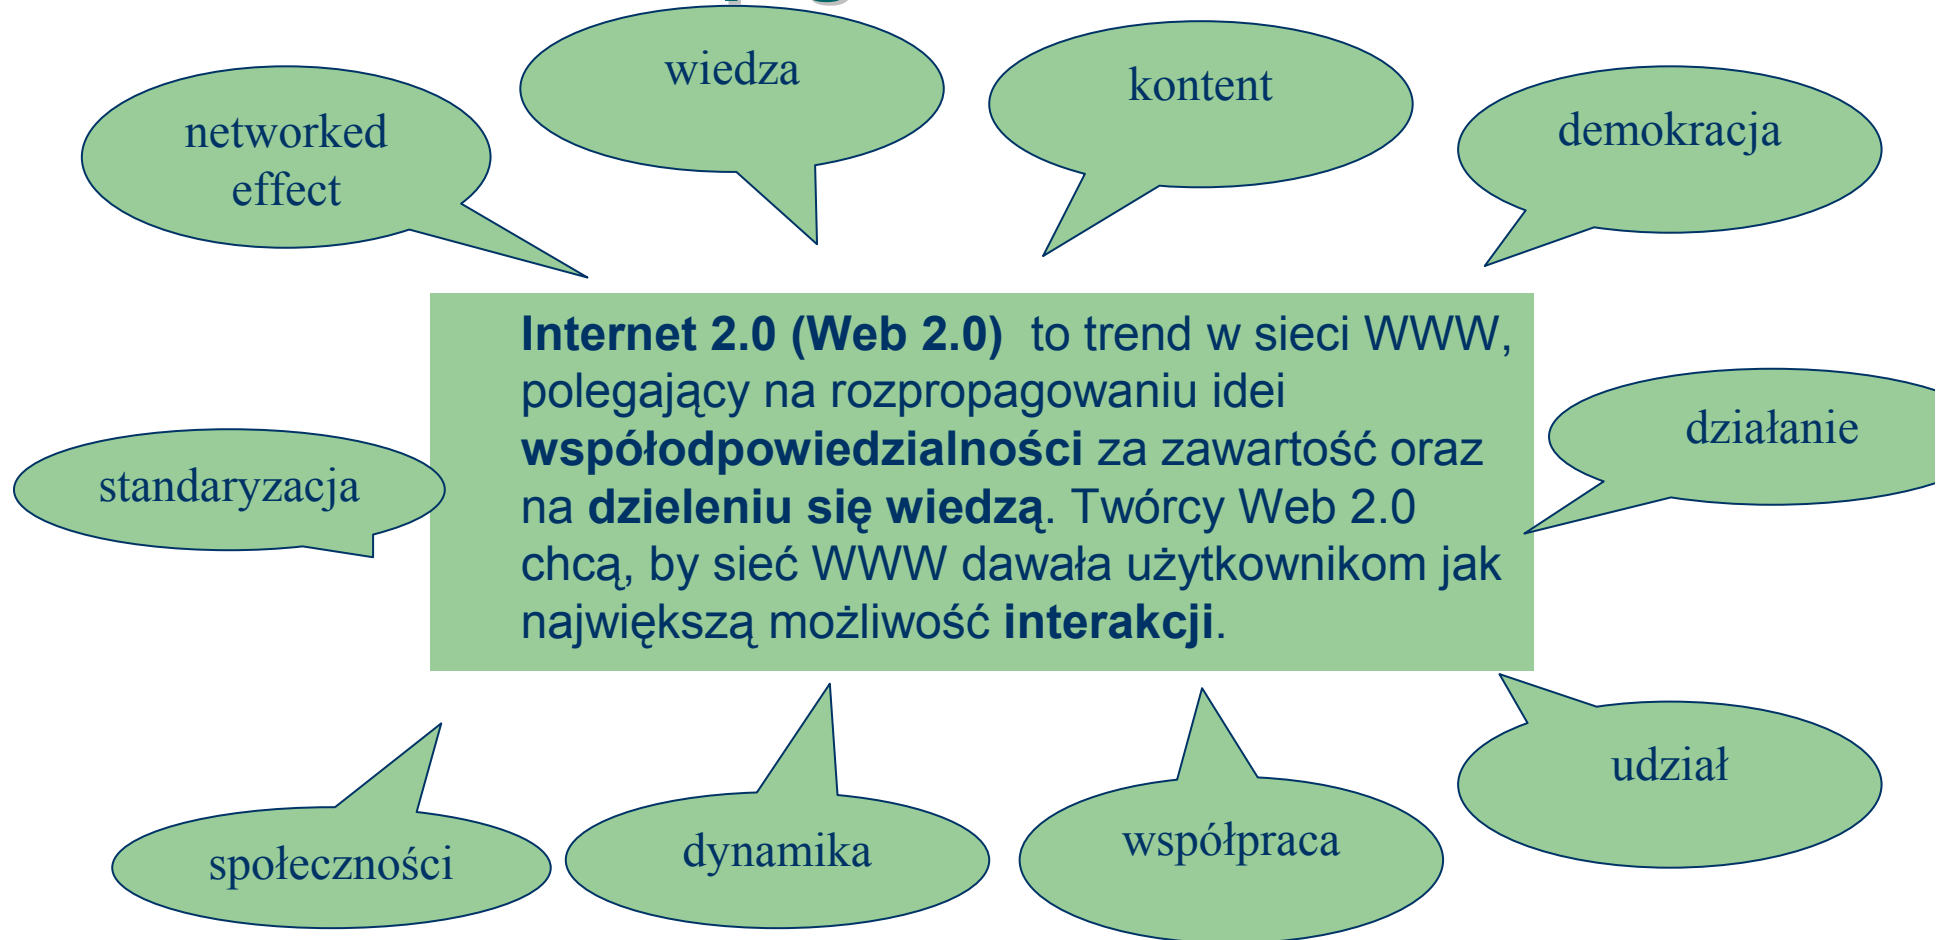 wiedza
kontent
networked
effect
demokracja
Internet 2.0 (Web 2.0) to trend w sieci WWW,
polegający na rozpropagowaniu idei
współodpowiedzialności za zawartość oraz
na dzieleniu się wiedzą. Twórcy Web 2.0
chcą, by sieć WWW dawała użytkownikom jak
największą możliwość interakcji.
działanie
standaryzacja
udział
społeczności
dynamika
współpraca